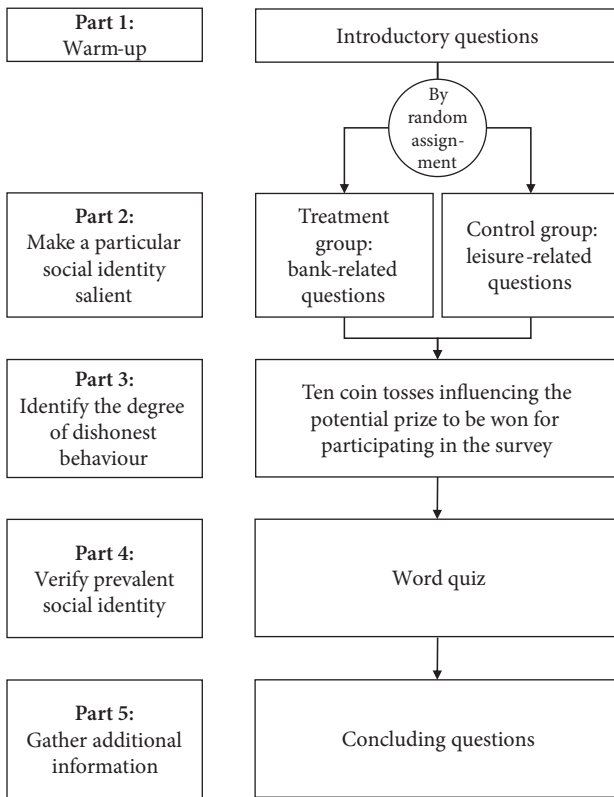 Part 1:
Warm-up
Introductory questions
By
random
assign-
ment
Part 2:
Make a particular
social identity
salient
Treatment
group:
bank-related
questions
Control group:
leisure-related
questions
Part 3:
Identify the degree
of dishonest
behaviour
Ten coin tosses influencing the
potential prize to be won for
participating in the survey
Part 4:
Verify prevalent
social identity
Word quiz
Part 5:
Gather additional
information
Concluding questions